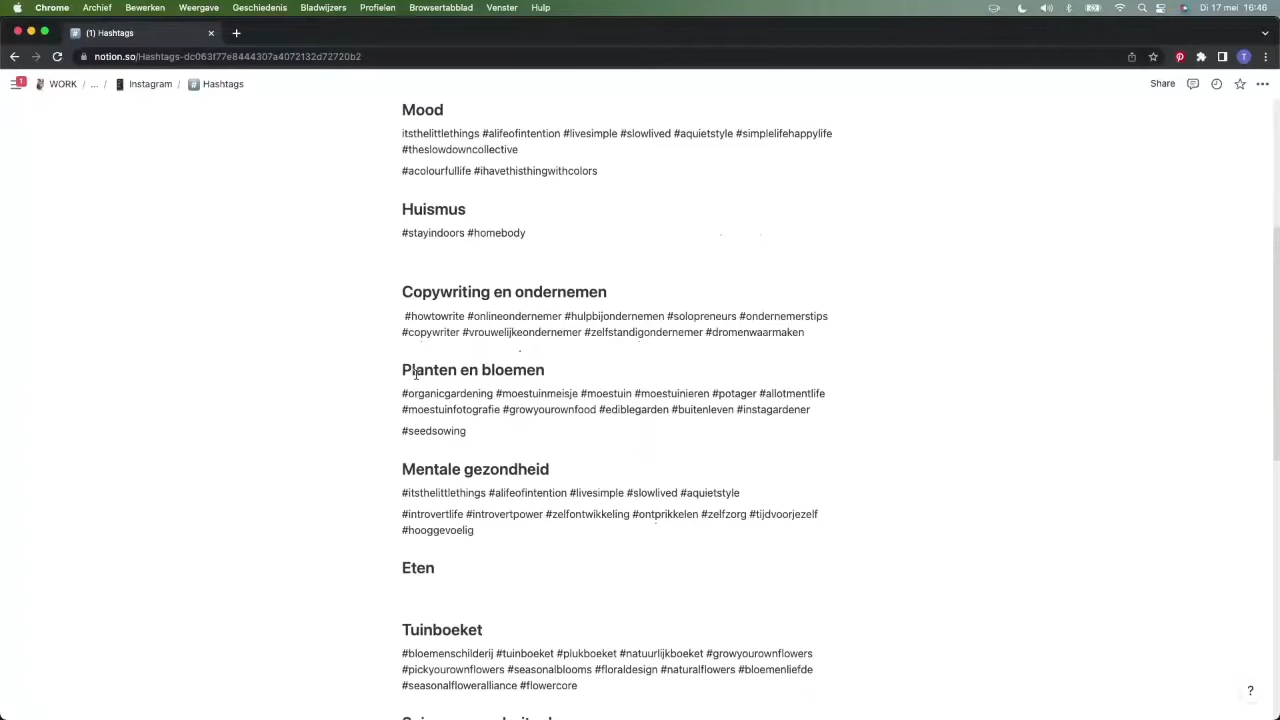 Chrome Archief Bewerken Weergave Geschiedenis Bladwijzers Profielen Browsertabblad Venster Hulp Di 17 mei 16:46
(1) Hashtags
notion.so/Hashtags-dc063f77e8444307a4072132d72720b2 T
1 WORK / ... / Instagram / # Hashtags Share
Mood
itsthelittlethings #alifeofintention #livesimple #slowlived #aquietstyle #simplelifehappylife
#theslowdowncollective
#acolourfullife #ihavethisthingwithcolors
Huismus
#stayindoors #homebody
Copywriting en ondernemen
#howtowrite #onlineondernemer #hulpbijondernemen #solopreneurs #ondernemerstips
#copywriter #vrouwelijkeondernemer #zelfstandigondernemer #dromenwaarmaken
Planten en bloemen
#organicgardening #moestuinmeisje #moestuin #moestuinieren #potager #allotmentlife
#moestuinfotografie #growyourownfood #ediblegarden #buitenleven #instagardener
#seedsowing
Mentale gezondheid
#itsthelittlethings #alifeofintention #livesimple #slowlived #aquietstyle
#introvertlife #introvertpower #zelfontwikkeling #ontprikkelen #zelfzorg #tijdvoorjezelf
#hooggevoelig
Eten
Tuinboeket
#bloemenschilderij #tuinboeket #plukboeket #natuurlijkboeket #growyourownflowers
#pickyourownflowers #seasonalblooms #floraldesign #naturalflowers #bloemenliefde
#seasonalfloweralliance #flowercore
?